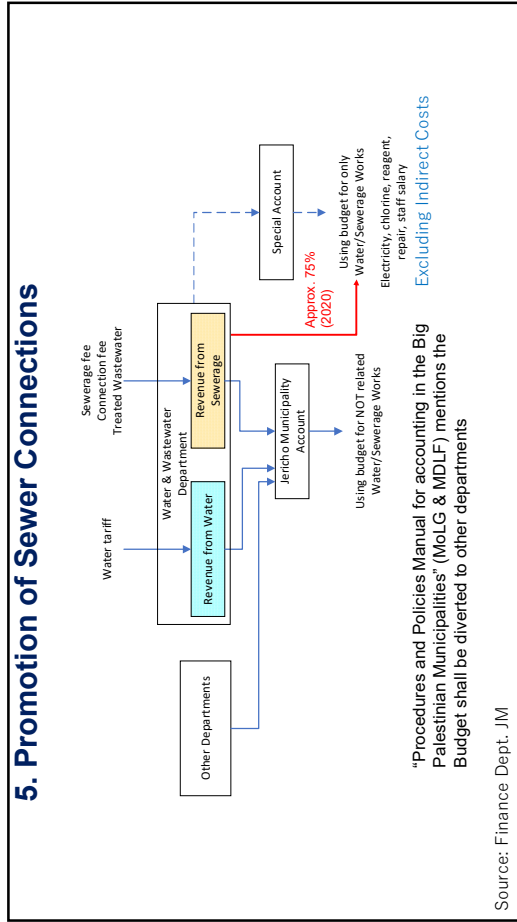 5. Promotion of Sewer Connections
Water tariff
Sewerage fee
Connection fee
Treated Wastewater
Water & Wastewater
Department
Other Departments
Revenue from Water
Revenue from
Sewerage
Jericho Municipality
Account
Special Account
Approx. 75%
(2020)
Using budget for NOT related
Water/Sewerage Works
Using budget for only
Water/Sewerage Works
Electricity, chlorine, reagent,
repair, staff salary
Excluding Indirect Costs
“Procedures and Policies Manual for accounting in the Big
Palestinian Municipalities” (MoLG & MDLF) mentions the
Budget shall be diverted to other departments
Source: Finance Dept. JM